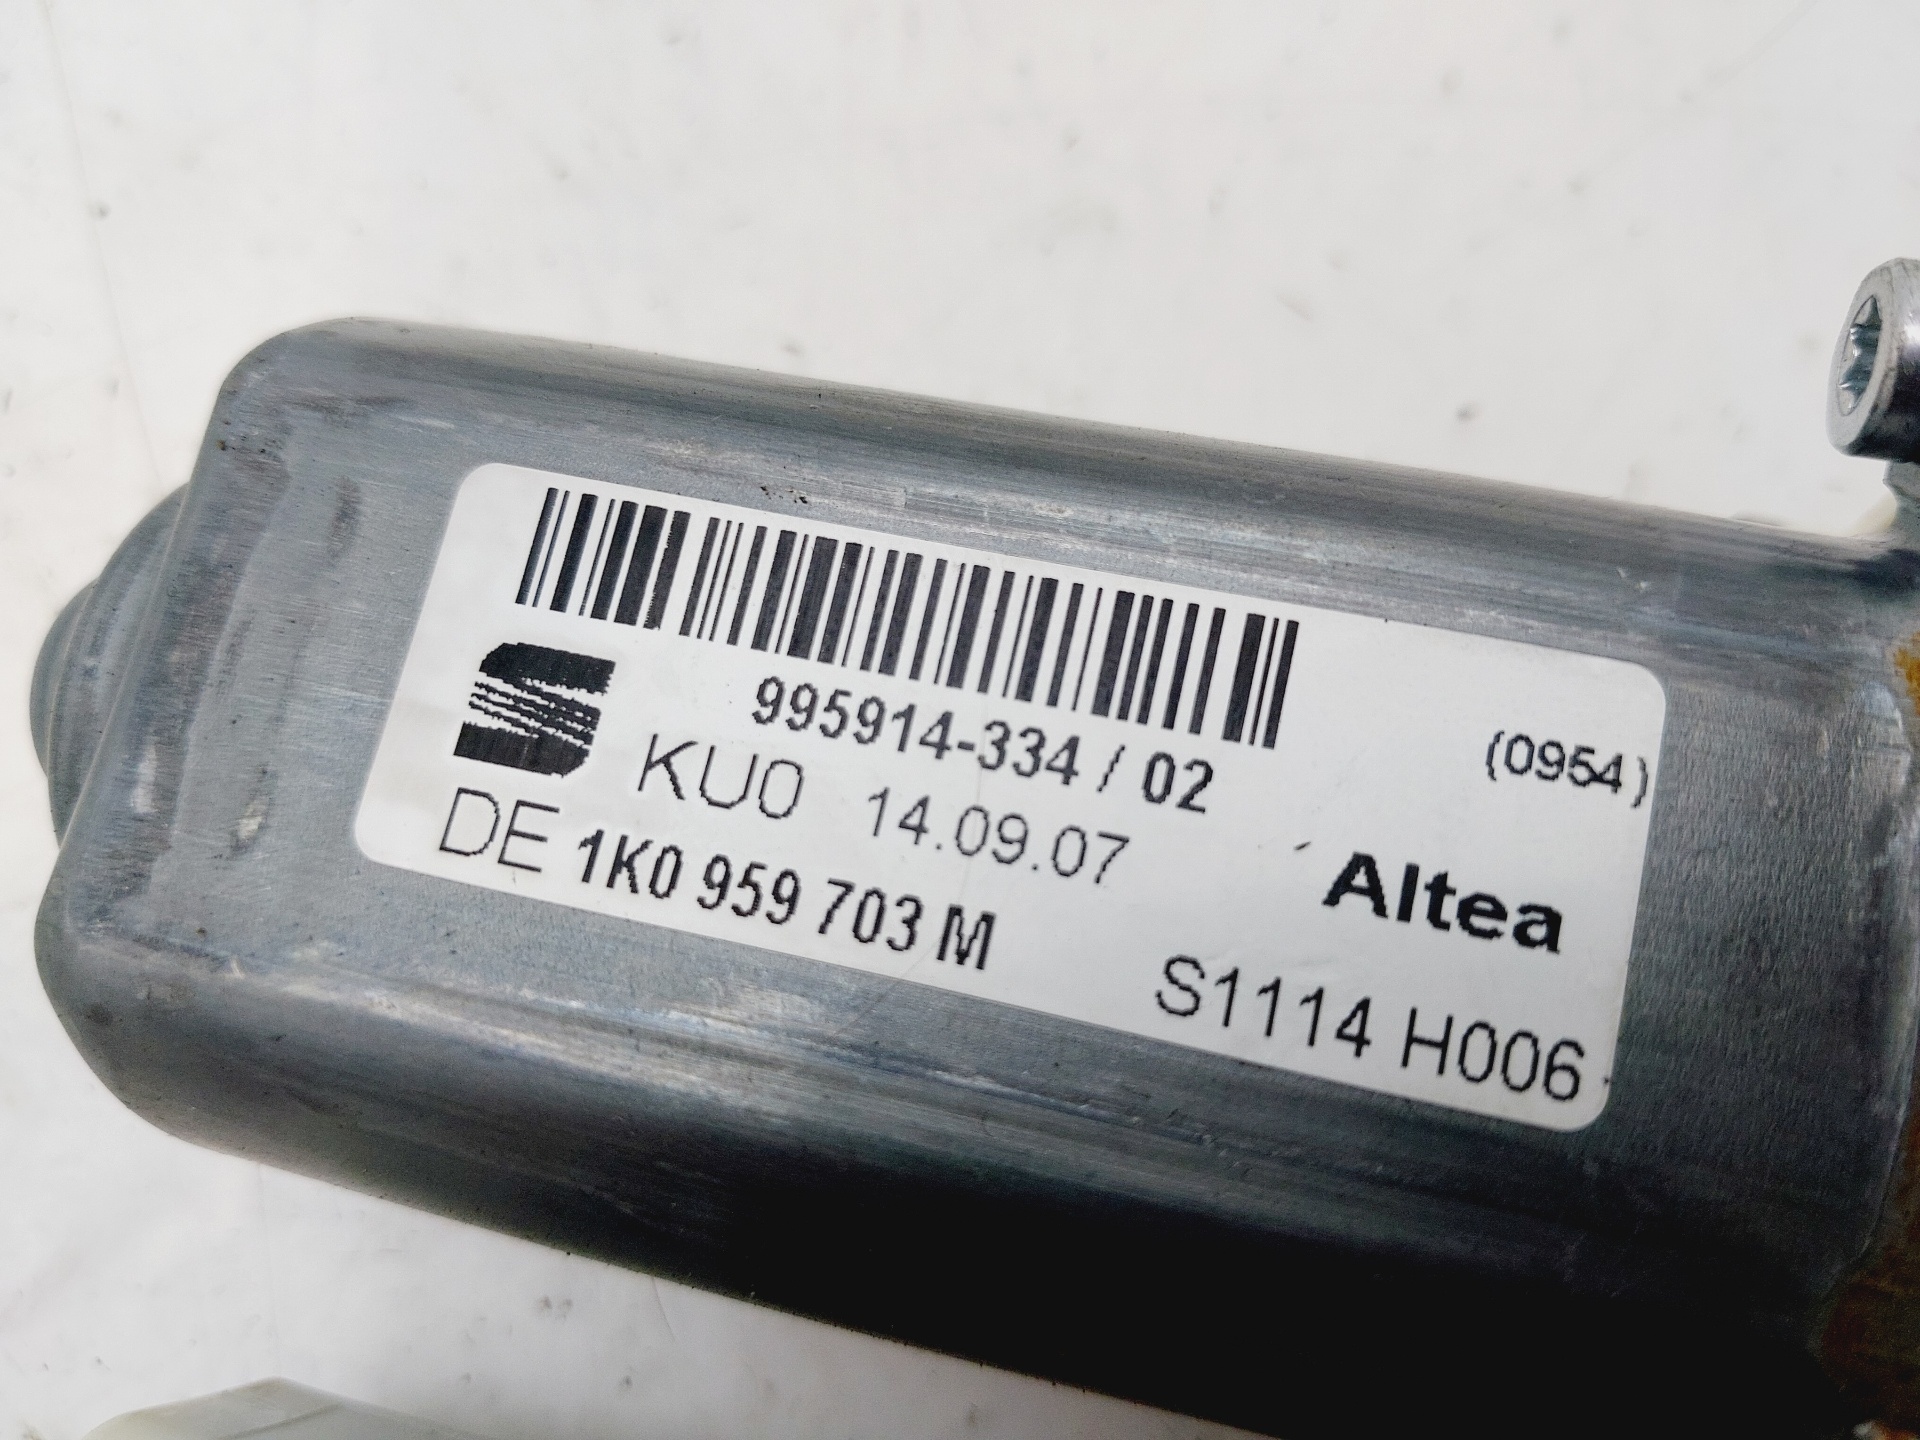 995914-334 / 02
(0954)
KU0 14.09.07
Altea
DE 1K0 959 703 M
S1114 H006